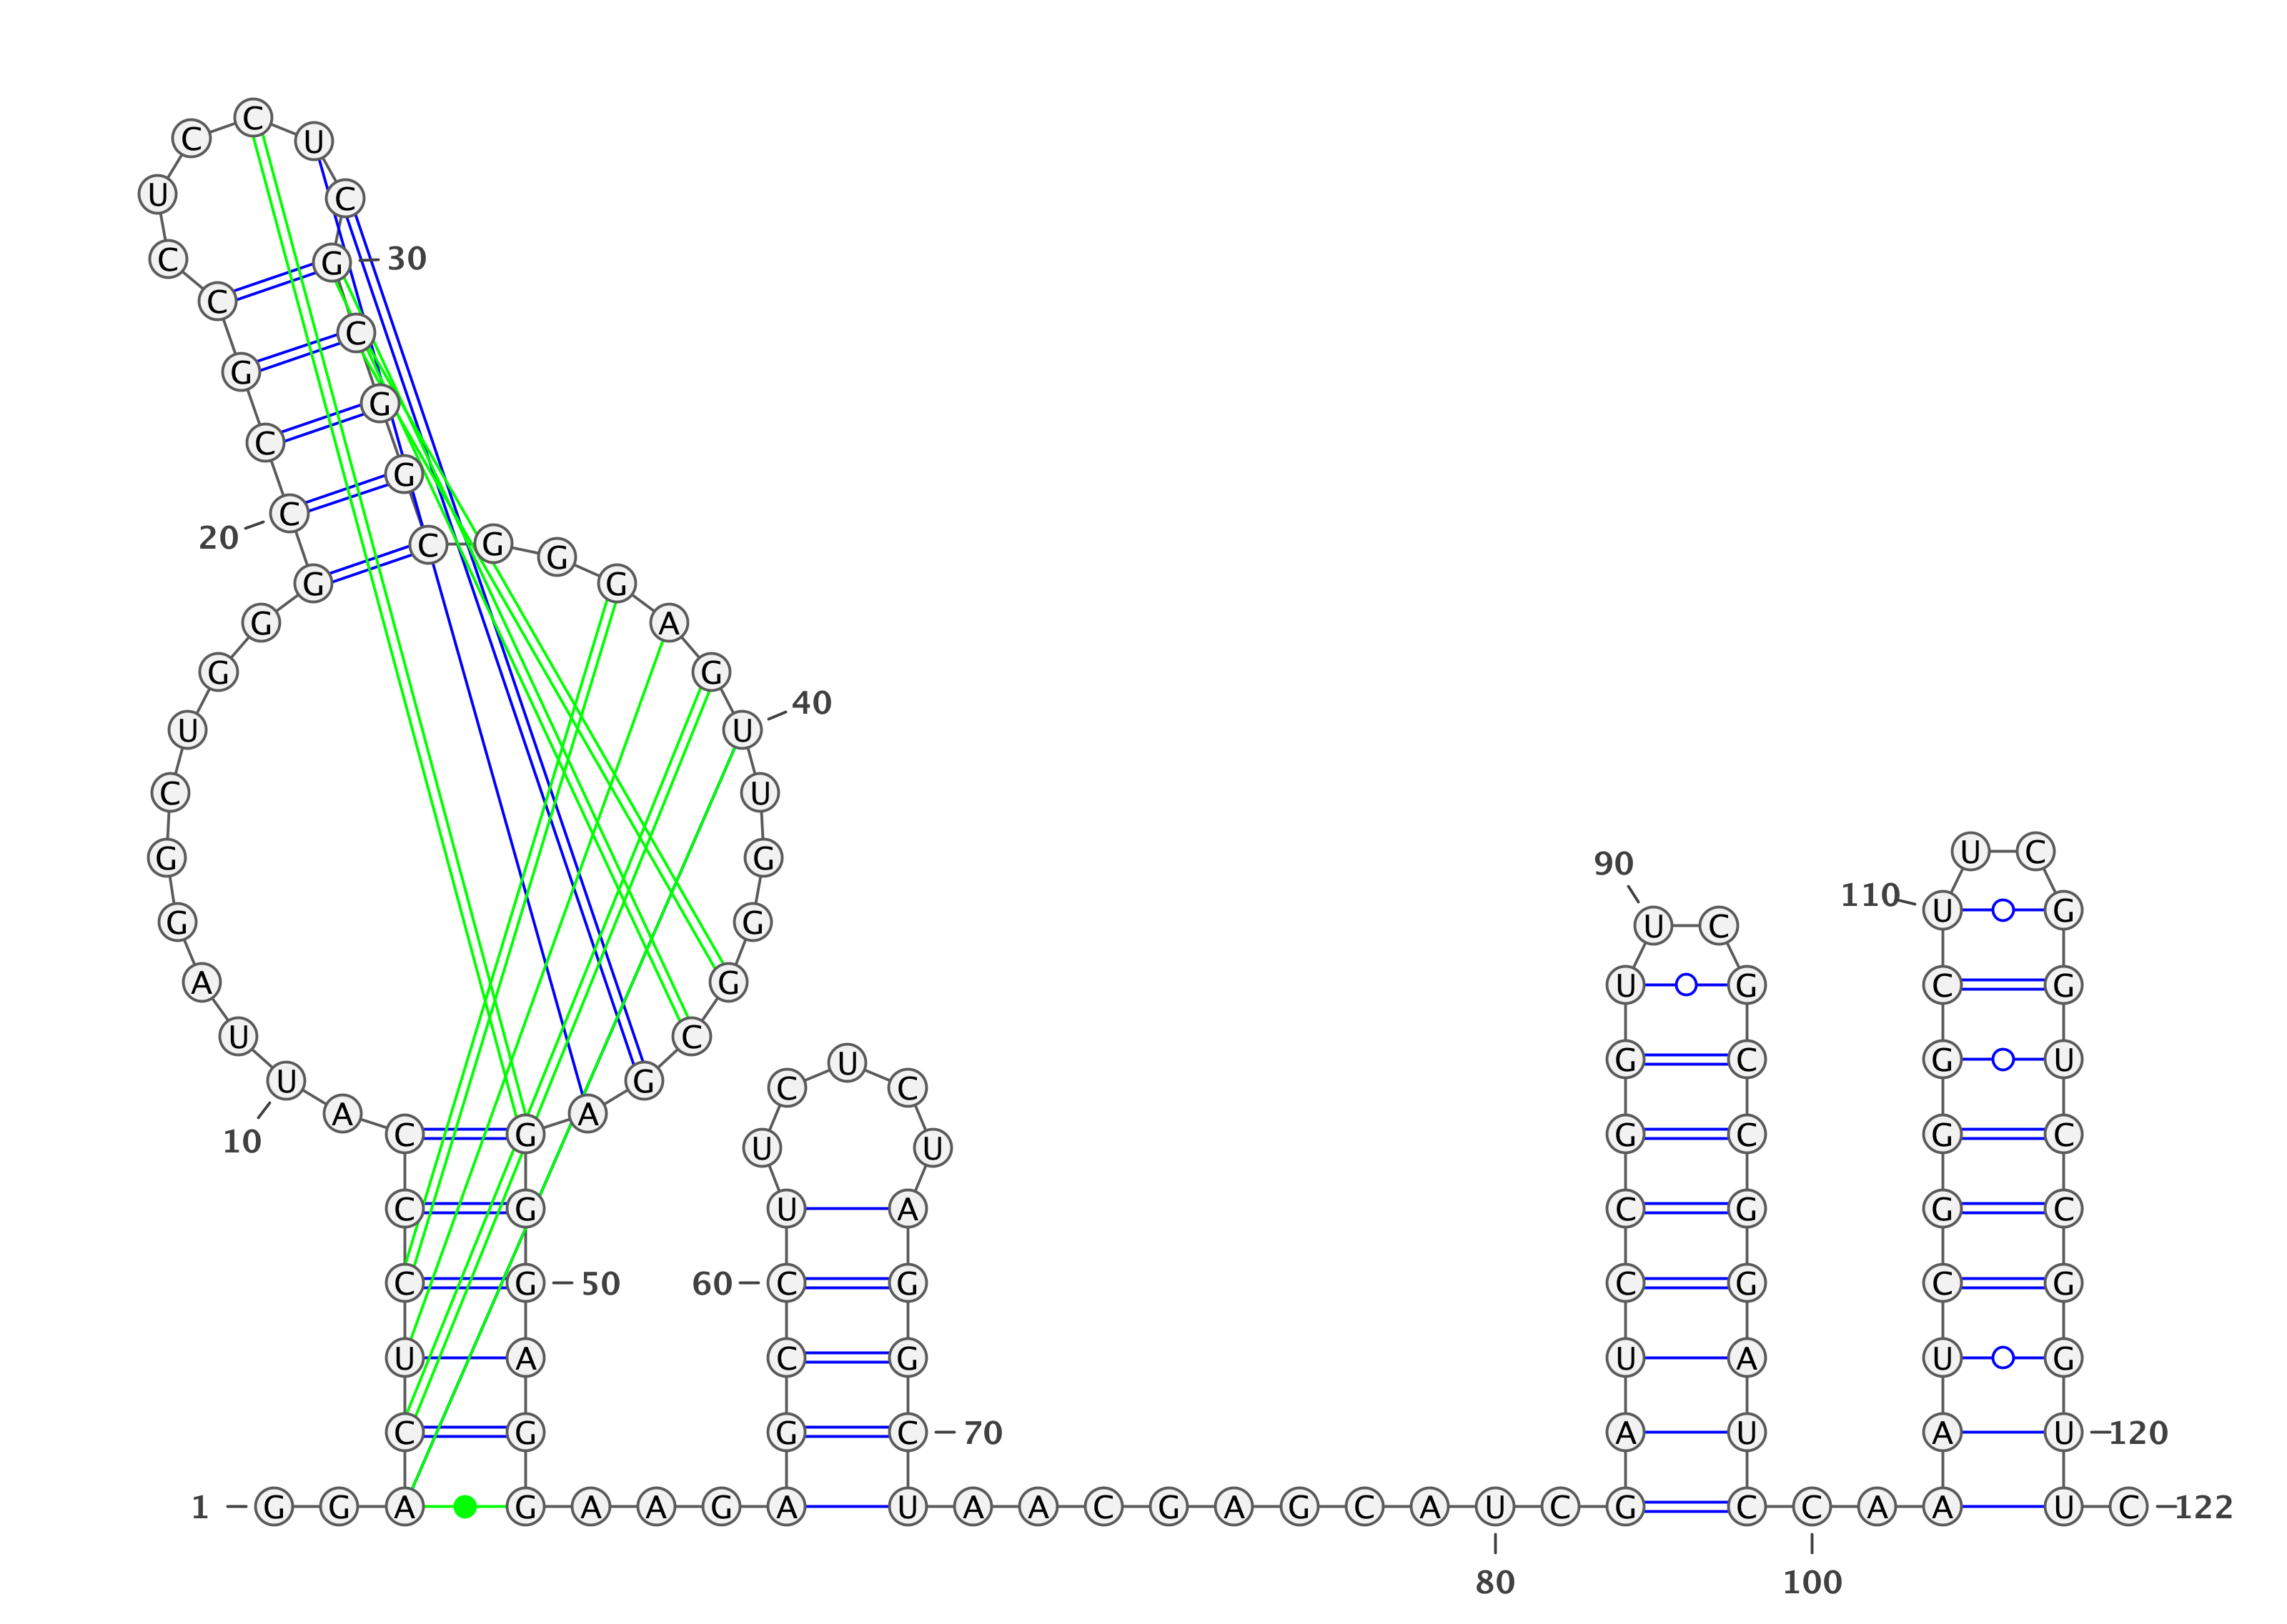 C
C U
U C
C G 30
C
C
G
G
C
G
C
20
C G G
G G
G A
G G
40
U U
C U
U C
G G
90
110 U G
G G U C
A G U G C G
U C
U G C G U
U G C C
A A
C G G C G C
10
U U
C G U A C G G C
C G 50 60 C G C G C G
U A C G U A U G
C G G C 70 A U A U 120
1 G G A G A A G A U A A C G A G C A U C G C C A A U C 122
80 100